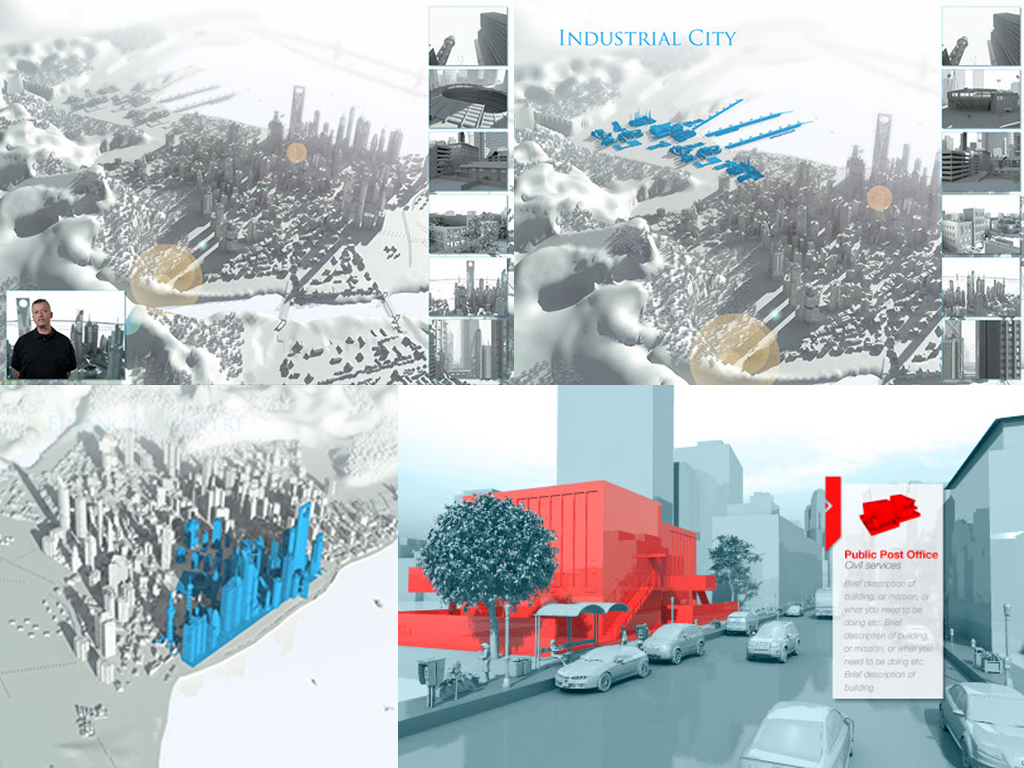 INDUSTRIAL CITY
CENTRE
Public Post Office
Civil services
Brief description of
building, or mission, or
what you need to be
doing etc. Brief
description of building,
or mission, or what you
need to be doing etc.
Brief description of
building.